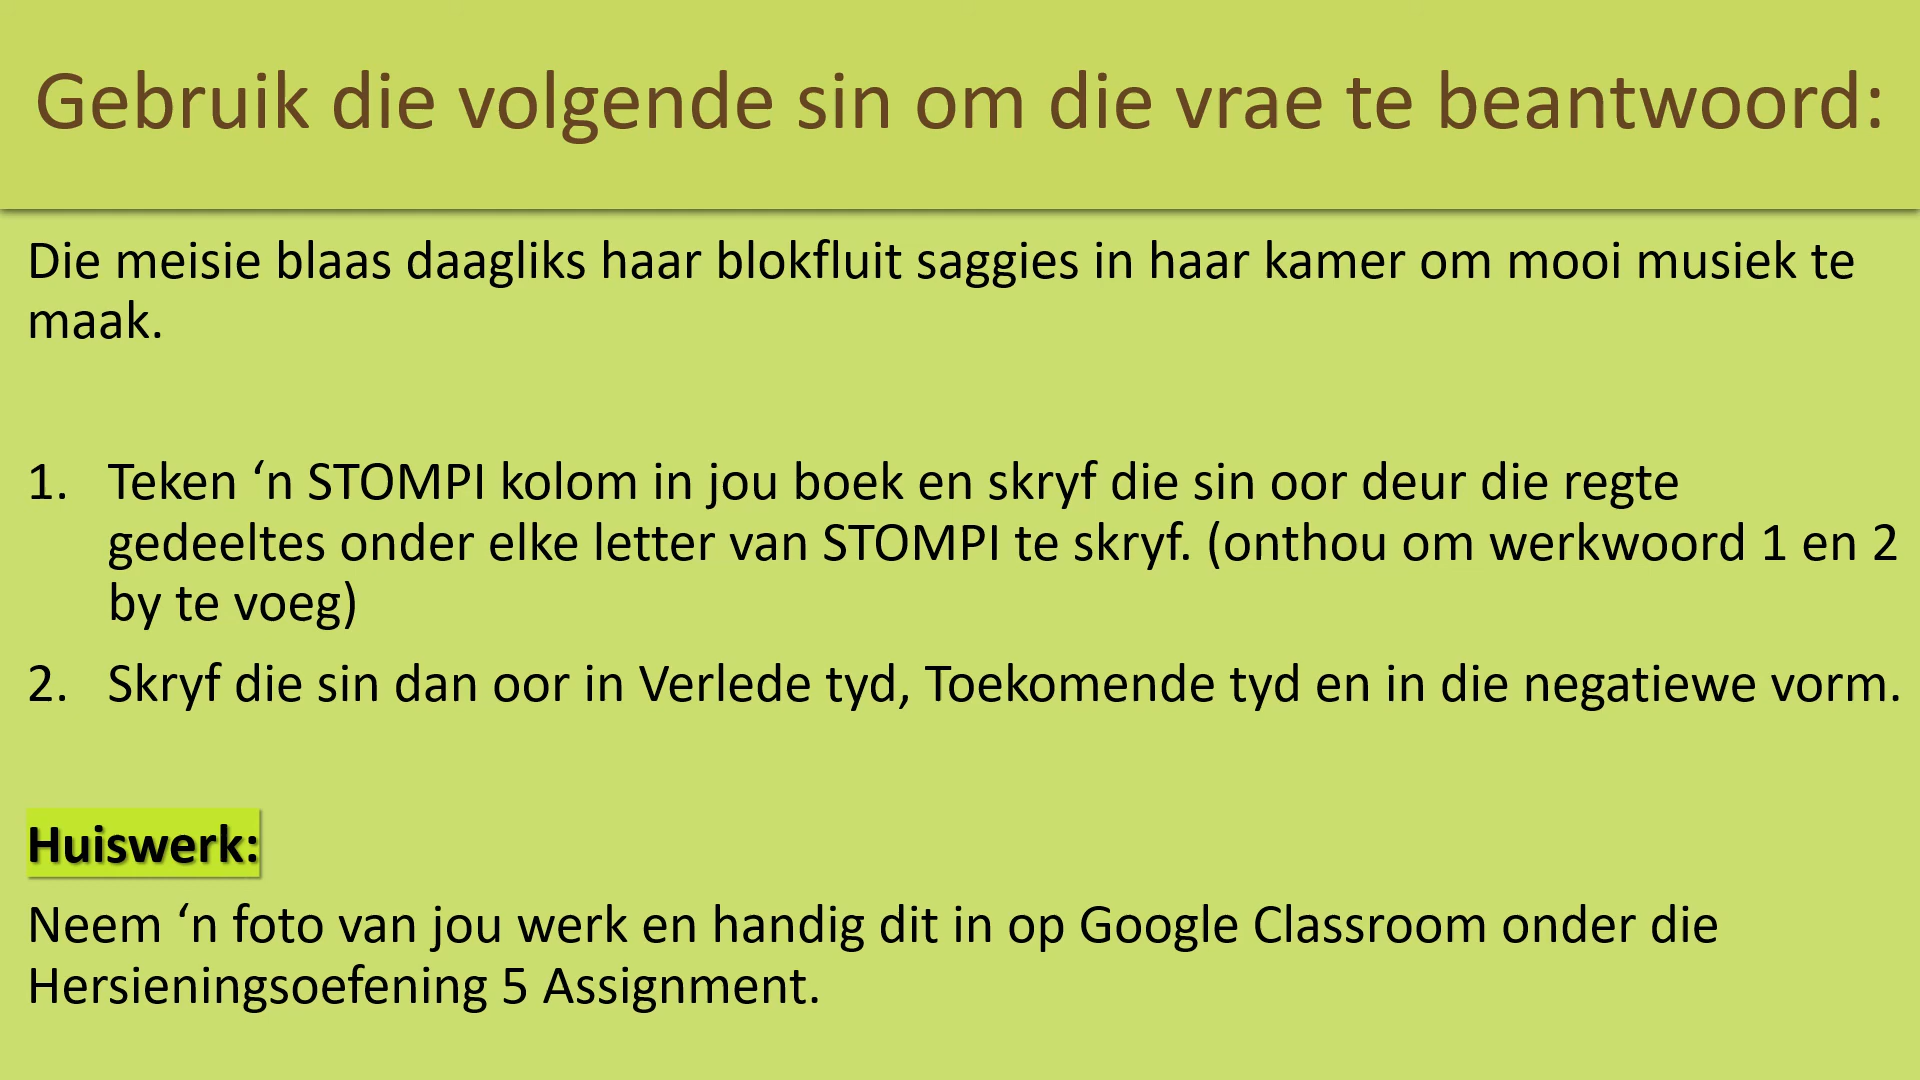 Gebruik die volgende sin om die vrae te beantwoord:
Die meisie blaas daagliks haar blokfluit saggies in haar kamer om mooi musiek te
maak.
1. Teken ‘n STOMPI kolom in jou boek en skryf die sin oor deur die regte
gedeeltes onder elke letter van STOMPI te skryf. (onthou om werkwoord 1 en 2
by te voeg)
2. Skryf die sin dan oor in Verlede tyd, Toekomende tyd en in die negatiewe vorm.
Huiswerk:
Neem ‘n foto van jou werk en handig dit in op Google Classroom onder die
Hersieningsoefening 5 Assignment.